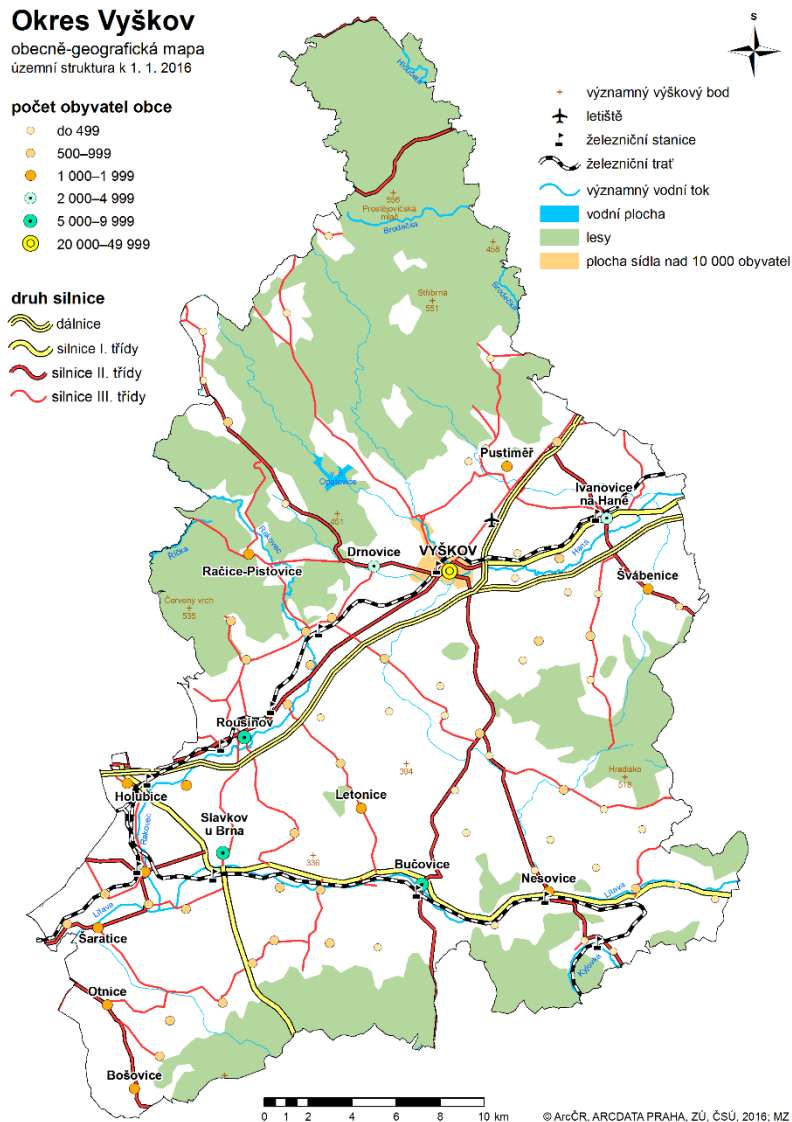 Okres Vyškov
obecně-geografická mapa
územní struktura k 1. 1. 2016
počet obyvatel obce
do 499
500–999
1 000–1 999
2 000–4 999
5 000–9 999
20 000–49 999
druh silnice
dálnice
silnice I. třídy
silnice II. třídy
silnice III. třídy
S
významný výškový bod
letiště
železniční stanice
železniční trať
významný vodní tok
vodní plocha
lesy
plocha sídla nad 10 000 obyvatel
Hloučela
556
Prostějovičská
mleč
Brodečka
458
Brodečka
Stříbrná
551
Pustiměř
Ivanovice
na Hané
Opatovice
451
Rakovec
Říčka
Drnovice
VYŠKOV
Haná
Račice-Pístovice
Švábenice
Červený vrch
535
Rousínov
394
Hradisko
518
Holubice
Letonice
Slavkov
u Brna
Rakovec
336
Bučovice
Nesovice
Litava
Litava
Šaratice
Kyjovka
Otnice
Bošovice
0 1 2 4 6 8 10 km
© ArcČR, ARCDATA PRAHA, ZÚ, ČSÚ, 2016; MZ